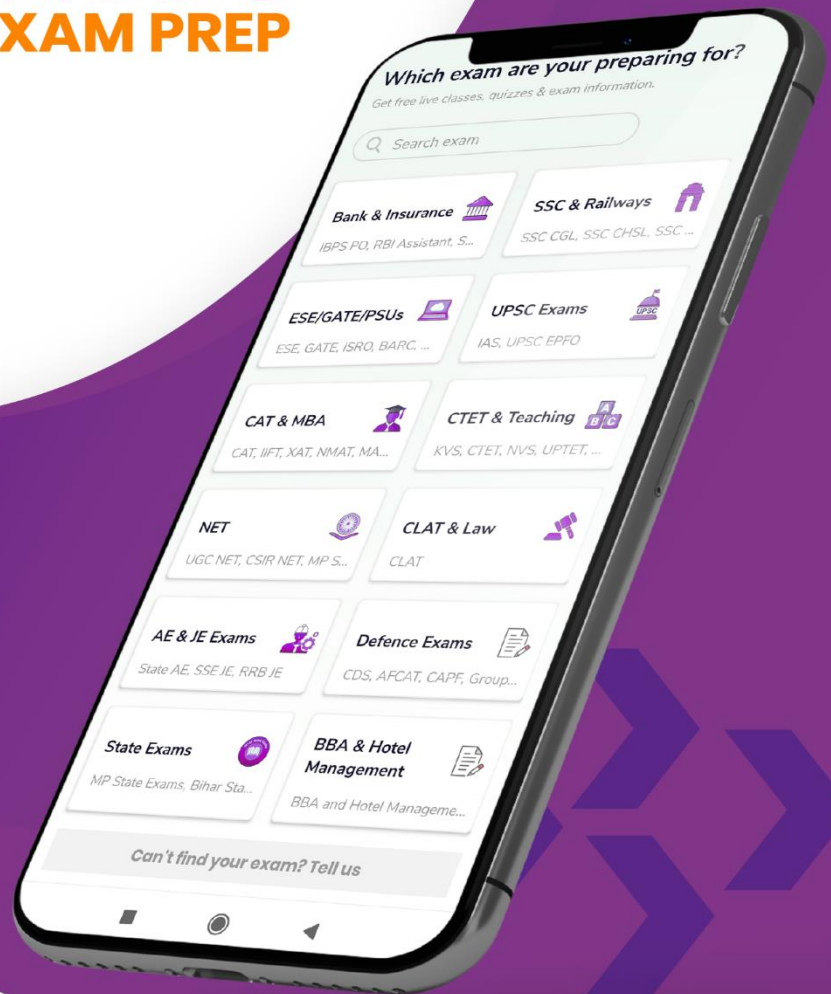 XAM PREP
Which exam are your preparing for?
Get free live classes, quizzes & exam information.
Search exam
Bank & Insurance
IBPS PO, RBI Assistant, S...
SSC & Railways
SSC CGL, SSC CHSL, SSC ...
ESE/GATE/PSUs
ESE, GATE, ISRO, BARC, ...
UPSC Exams
UPSC
IAS, UPSC EPFO
CAT & MBA
CAT, IIFT, XAT, NMAT, MA...
CTET & Teaching
A
B C
KVS, CTET, NVS, UPTET, ...
NET
UGC NET, CSIR NET, MP S...
CLAT & Law
CLAT
AE & JE Exams
State AE, SSE JE, RRB JE
Defence Exams
CDS, AFCAT, CAPF, Group...
State Exams
MP State Exams, Bihar Sta...
BBA & Hotel
Management
BBA and Hotel Manageme...
Can't find your exam? Tell us